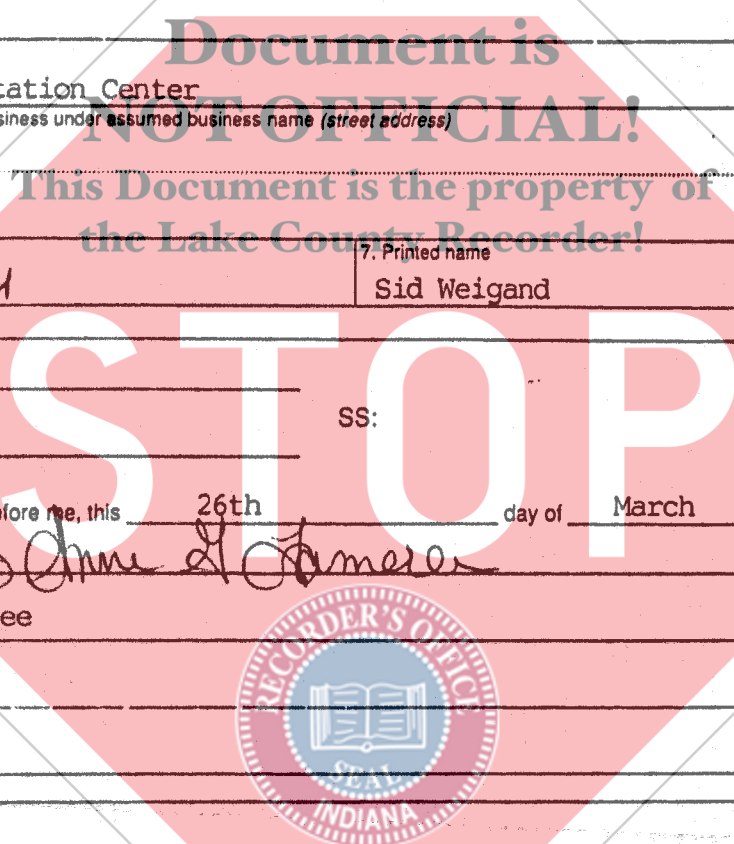 Document is
tation Center
NOT OFFICIAL!
siness under assumed business name (street address)
This Document is the property of
the Lake County Recorder!
7. Printed name
Sid Weigand
STOP
SS:
efore me, this 26th day of March
Anne
ee
RECORDER'S OFFICE
SEAL
INDIANA